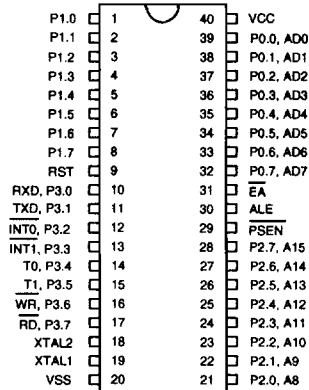 P1.0 1 40 VCC
P1.1 2 39 P0.0, AD0
P1.2 3 38 P0.1, AD1
P1.3 4 37 P0.2, AD2
P1.4 5 36 P0.3, AD3
P1.5 6 35 P0.4, AD4
P1.6 7 34 P0.5, AD5
P1.7 8 33 P0.6, AD6
RST 9 32 P0.7, AD7
RXD, P3.0 10 31 E̅A̅
TXD, P3.1 11 30 ALE
I̅N̅T̅0̅, P3.2 12 29 P̅S̅E̅N̅
I̅N̅T̅1̅, P3.3 13 28 P2.7, A15
T0, P3.4 14 27 P2.6, A14
T1, P3.5 15 26 P2.5, A13
W̅R̅, P3.6 16 25 P2.4, A12
R̅D̅, P3.7 17 24 P2.3, A11
XTAL2 18 23 P2.2, A10
XTAL1 19 22 P2.1, A9
VSS 20 21 P2.0, A8